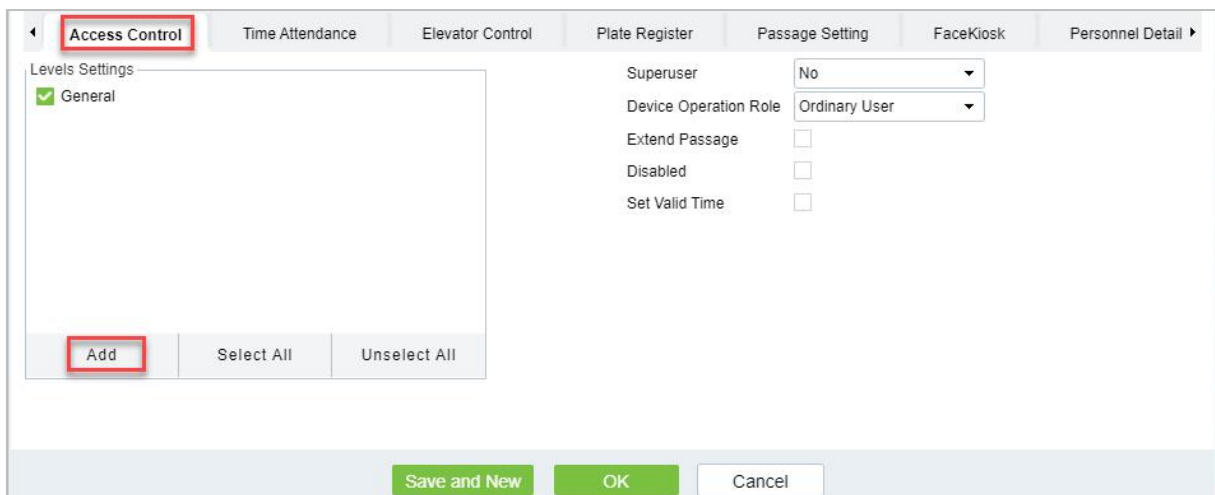 Access Control Time Attendance Elevator Control Plate Register Passage Setting FaceKiosk Personnel Detail
Levels Settings
General
Superuser No
Device Operation Role Ordinary User
Extend Passage
Disabled
Set Valid Time
Add Select All Unselect All
Save and New OK Cancel